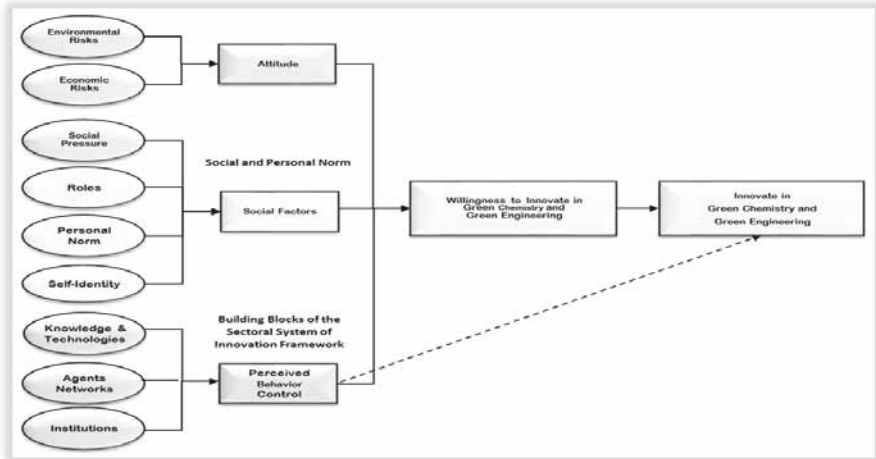 Environmental
Risks
Economic
Risks
Attitude
Social
Pressure
Social and Personal Norm
Roles
Social Factors
Personal
Norm
Self-Identity
Willingness to Innovate in
Green Chemistry and
Green Engineering
Innovate in
Green Chemistry and
Green Engineering
Building Blocks of the
Sectoral System of
Innovation Framework
Knowledge &
Technologies
Agents
Networks
Institutions
Perceived
Behavior
Control